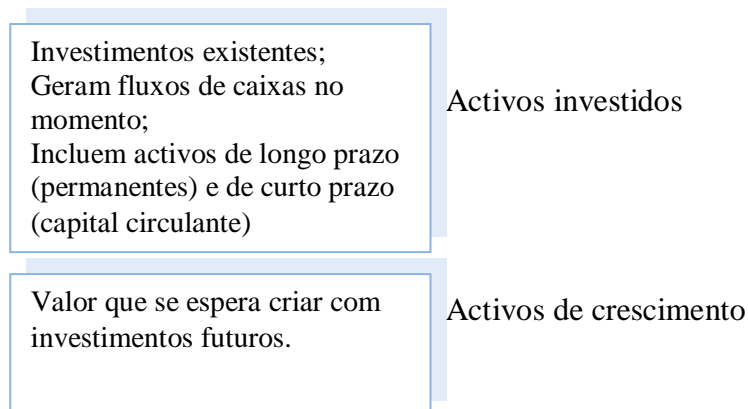 Investimentos existentes;
Geram fluxos de caixas no
momento;
Incluem activos de longo prazo
(permanentes) e de curto prazo
(capital circulante)
Activos investidos
Valor que se espera criar com
investimentos futuros.
Activos de crescimento